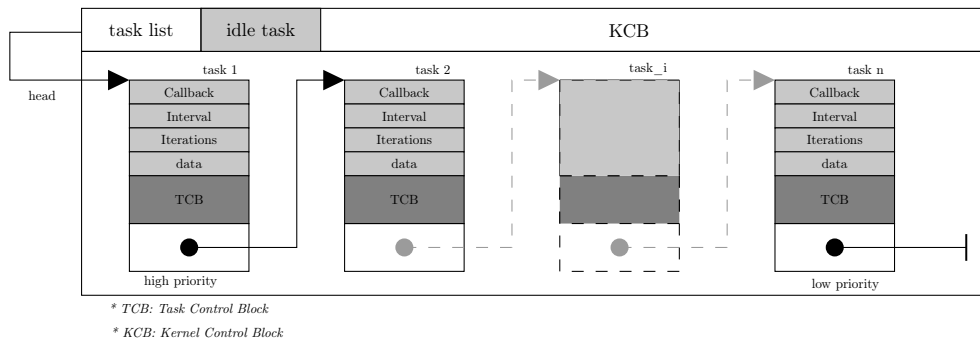 task list idle task KCB
head
task 1 task 2 task_i task n
Callback Callback Callback
Interval Interval Interval
Iterations Iterations Iterations
data data data
TCB TCB TCB
high priority low priority
* TCB: Task Control Block
* KCB: Kernel Control Block